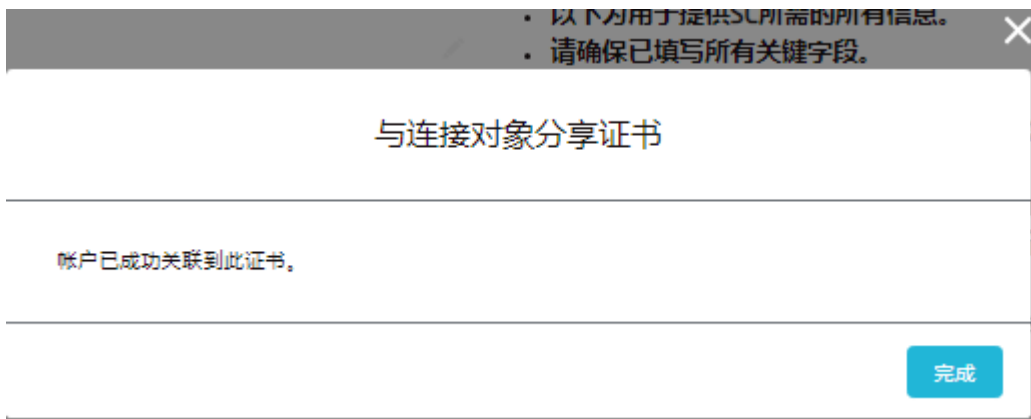 • 以下为用于提供SC所需的所有信息。
• 请确保已填写所有关键字段。
与连接对象分享证书
帐户已成功关联到此证书。
完成